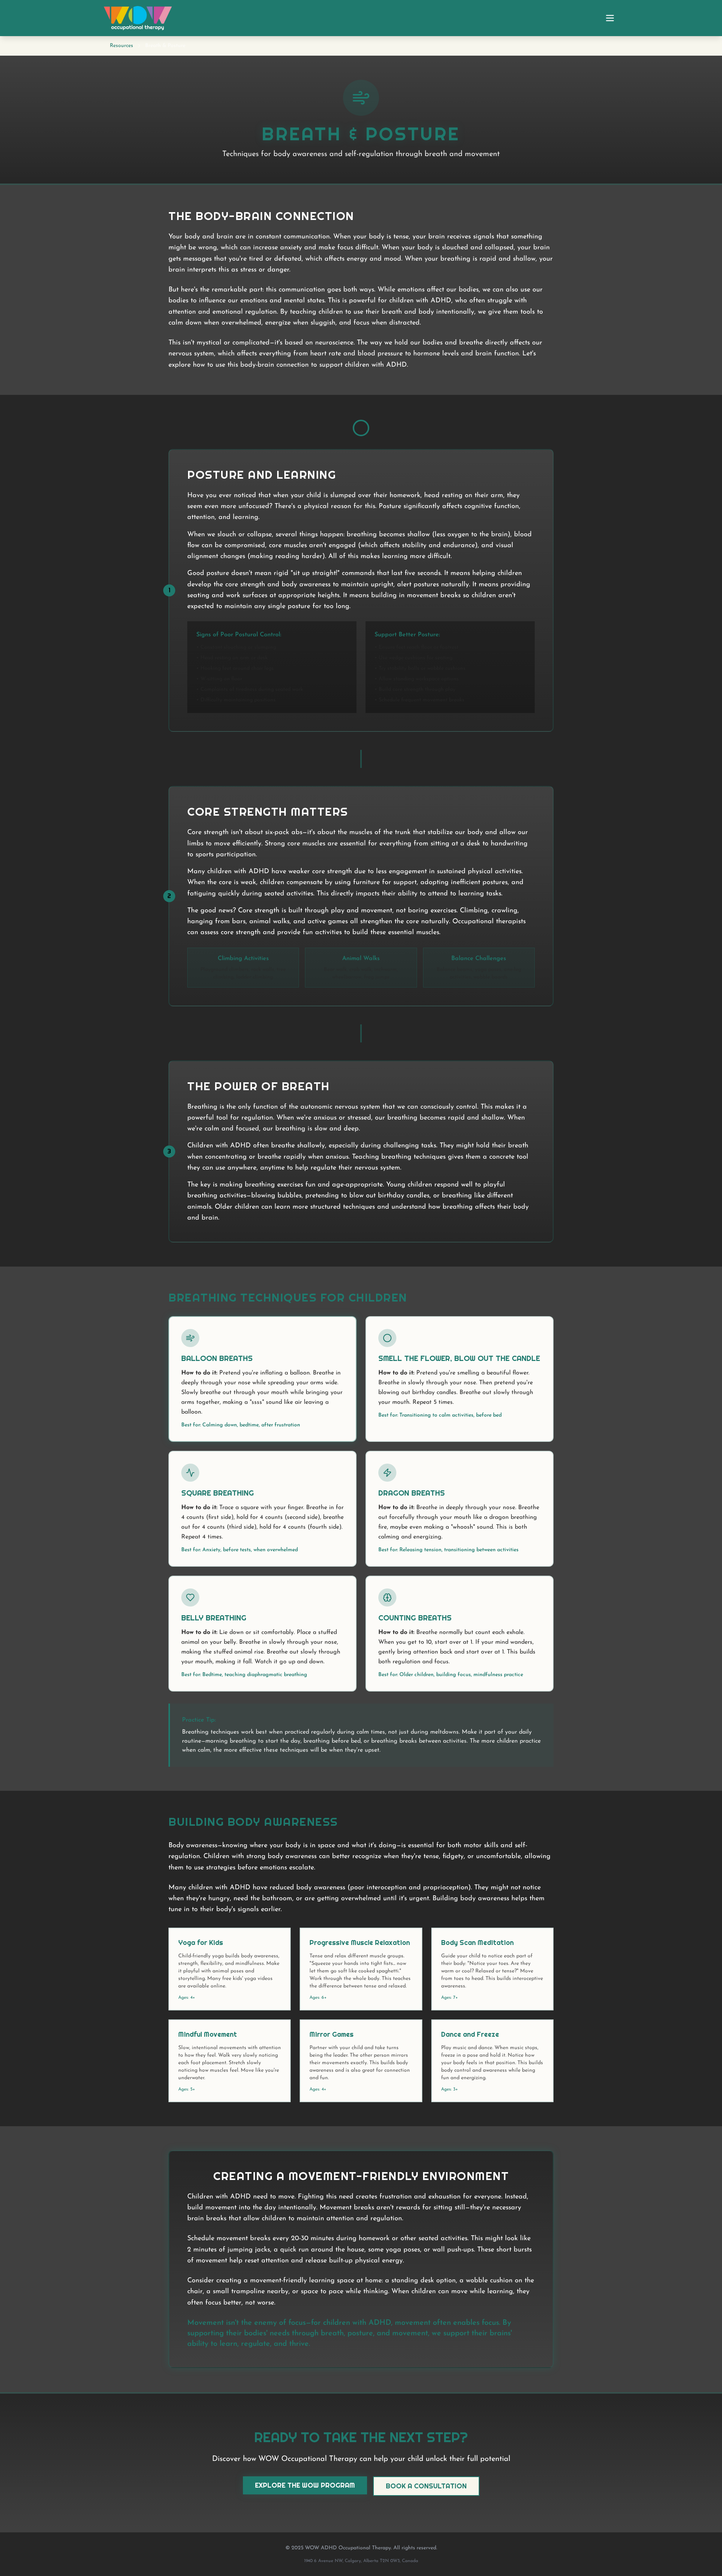 WOW
occupational therapy
Resources
BREATH & POSTURE
Techniques for body awareness and self-regulation through breath and movement
THE BODY-BRAIN CONNECTION
Your body and brain are in constant communication. When your body is tense, your brain receives signals that something
might be wrong, which can increase anxiety and make focus difficult. When your body is slouched and collapsed, your brain
gets messages that you're tired or defeated, which affects energy and mood. When your breathing is rapid and shallow, your
brain interprets this as stress or danger.
But here's the remarkable part: this communication goes both ways. While emotions affect our bodies, we can also use our
bodies to influence our emotions and mental states. This is powerful for children with ADHD, who often struggle with
attention and emotional regulation. By teaching children to use their breath and body intentionally, we give them tools to
calm down when overwhelmed, energize when sluggish, and focus when distracted.
This isn't mystical or complicated—it's based on neuroscience. The way we hold our bodies and breathe directly affects our
nervous system, which affects everything from heart rate and blood pressure to hormone levels and brain function. Let's
explore how to use this body-brain connection to support children with ADHD.
POSTURE AND LEARNING
Have you ever noticed that when your child is slumped over their homework, head resting on their arm, they
seem even more unfocused? There's a physical reason for this. Posture significantly affects cognitive function,
attention, and learning.
When we slouch or collapse, several things happen: breathing becomes shallow (less oxygen to the brain), blood
flow can be compromised, core muscles aren't engaged (which affects stability and endurance), and visual
alignment changes (making reading harder). All of this makes learning more difficult.
1
Good posture doesn't mean rigid "sit up straight!" commands that last five seconds. It means helping children
develop the core strength and body awareness to maintain upright, alert postures naturally. It means providing
seating and work surfaces at appropriate heights. It means building in movement breaks so children aren't
expected to maintain any single posture for too long.
Signs of Poor Postural Control:
Support Better Posture:
CORE STRENGTH MATTERS
Core strength isn't about six-pack abs—it's about the muscles of the trunk that stabilize our body and allow our
limbs to move efficiently. Strong core muscles are essential for everything from sitting at a desk to handwriting
to sports participation.
Many children with ADHD have weaker core strength due to less engagement in sustained physical activities.
When the core is weak, children compensate by using furniture for support, adopting inefficient postures, and
fatiguing quickly during seated activities. This directly impacts their ability to attend to learning tasks.
2
The good news? Core strength is built through play and movement, not boring exercises. Climbing, crawling,
hanging from bars, animal walks, and active games all strengthen the core naturally. Occupational therapists
can assess core strength and provide fun activities to build these essential muscles.
Climbing Activities
Animal Walks
Balance Challenges
THE POWER OF BREATH
Breathing is the only function of the autonomic nervous system that we can consciously control. This makes it a
powerful tool for regulation. When we're anxious or stressed, our breathing becomes rapid and shallow. When
we're calm and focused, our breathing is slow and deep.
3
Children with ADHD often breathe shallowly, especially during challenging tasks. They might hold their breath
when concentrating or breathe rapidly when anxious. Teaching breathing techniques gives them a concrete tool
they can use anywhere, anytime to help regulate their nervous system.
The key is making breathing exercises fun and age-appropriate. Young children respond well to playful
breathing activities—blowing bubbles, pretending to blow out birthday candles, or breathing like different
animals. Older children can learn more structured techniques and understand how breathing affects their body
and brain.
BREATHING TECHNIQUES FOR CHILDREN
BALLOON BREATHS
How to do it: Pretend you're inflating a balloon. Breathe in
deeply through your nose while spreading your arms wide.
Slowly breathe out through your mouth while bringing your
arms together, making a "ssss" sound like air leaving a
balloon.
Best for: Calming down, bedtime, after frustration
SMELL THE FLOWER, BLOW OUT THE CANDLE
How to do it: Pretend you're smelling a beautiful flower.
Breathe in slowly through your nose. Then pretend you're
blowing out birthday candles. Breathe out slowly through
your mouth. Repeat 5 times.
Best for: Transitioning to calm activities, before bed
SQUARE BREATHING
How to do it: Trace a square with your finger. Breathe in for
4 counts (first side), hold for 4 counts (second side), breathe
out for 4 counts (third side), hold for 4 counts (fourth side).
Repeat 4 times.
Best for: Anxiety, before tests, when overwhelmed
DRAGON BREATHS
How to do it: Breathe in deeply through your nose. Breathe
out forcefully through your mouth like a dragon breathing
fire, maybe even making a "whoosh" sound. This is both
calming and energizing.
Best for: Releasing tension, transitioning between activities
BELLY BREATHING
How to do it: Lie down or sit comfortably. Place a stuffed
animal on your belly. Breathe in slowly through your nose,
making the stuffed animal rise. Breathe out slowly through
your mouth, making it fall. Watch it go up and down.
Best for: Bedtime, teaching diaphragmatic breathing
COUNTING BREATHS
How to do it: Breathe normally but count each exhale.
When you get to 10, start over at 1. If your mind wanders,
gently bring attention back and start over at 1. This builds
both regulation and focus.
Best for: Older children, building focus, mindfulness practice
Practice Tip:
Breathing techniques work best when practiced regularly during calm times, not just during meltdowns. Make it part of your daily
routine—morning breathing to start the day, breathing before bed, or breathing breaks between activities. The more children practice
when calm, the more effective these techniques will be when they're upset.
BUILDING BODY AWARENESS
Body awareness—knowing where your body is in space and what it's doing—is essential for both motor skills and self-
regulation. Children with strong body awareness can better recognize when they're tense, fidgety, or uncomfortable, allowing
them to use strategies before emotions escalate.
Many children with ADHD have reduced body awareness (poor interoception and proprioception). They might not notice
when they're hungry, need the bathroom, or are getting overwhelmed until it's urgent. Building body awareness helps them
tune in to their body's signals earlier.
Yoga for Kids
Child-friendly yoga builds body awareness,
strength, flexibility, and mindfulness. Make
it playful with animal poses and
storytelling. Many free kids' yoga videos
are available online.
Ages: 4+
Progressive Muscle Relaxation
Tense and relax different muscle groups.
"Squeeze your hands into tight fists... now
let them go soft like cooked spaghetti."
Work through the whole body. This teaches
the difference between tense and relaxed.
Ages: 6+
Body Scan Meditation
Guide your child to notice each part of
their body: "Notice your toes. Are they
warm or cool? Relaxed or tense?" Move
from toes to head. This builds interoceptive
awareness.
Ages: 7+
Mindful Movement
Slow, intentional movements with attention
to how they feel. Walk very slowly noticing
each foot placement. Stretch slowly
noticing how muscles feel. Move like you're
underwater.
Ages: 5+
Mirror Games
Partner with your child and take turns
being the leader. The other person mirrors
their movements exactly. This builds body
awareness and is also great for connection
and fun.
Ages: 4+
Dance and Freeze
Play music and dance. When music stops,
freeze in a pose and hold it. Notice how
your body feels in that position. This builds
body control and awareness while being
fun and energizing.
Ages: 3+
CREATING A MOVEMENT-FRIENDLY ENVIRONMENT
Children with ADHD need to move. Fighting this need creates frustration and exhaustion for everyone. Instead,
build movement into the day intentionally. Movement breaks aren't rewards for sitting still—they're necessary
brain breaks that allow children to maintain attention and regulation.
Schedule movement breaks every 20-30 minutes during homework or other seated activities. This might look like
2 minutes of jumping jacks, a quick run around the house, some yoga poses, or wall push-ups. These short bursts
of movement help reset attention and release built-up physical energy.
Consider creating a movement-friendly learning space at home: a standing desk option, a wobble cushion on the
chair, a small trampoline nearby, or space to pace while thinking. When children can move while learning, they
often focus better, not worse.
Movement isn't the enemy of focus—for children with ADHD, movement often enables focus. By
supporting their bodies' needs through breath, posture, and movement, we support their brains'
ability to learn, regulate, and thrive.
READY TO TAKE THE NEXT STEP?
Discover how WOW Occupational Therapy can help your child unlock their full potential
EXPLORE THE WOW PROGRAM
BOOK A CONSULTATION
© 2025 WOW ADHD Occupational Therapy. All rights reserved.